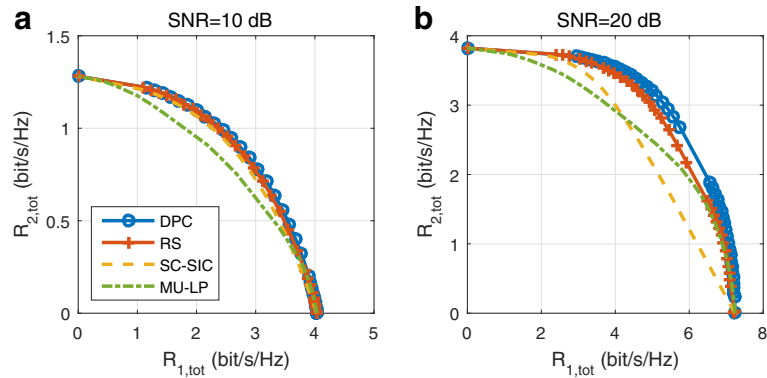 a
SNR=10 dB
R2,tot (bit/s/Hz)
1.5
1
0.5
0
0 1 2 3 4 5
R1,tot (bit/s/Hz)
DPC
RS
SC-SIC
MU-LP
b
SNR=20 dB
R2,tot (bit/s/Hz)
4
3
2
1
0
0 2 4 6 8
R1,tot (bit/s/Hz)